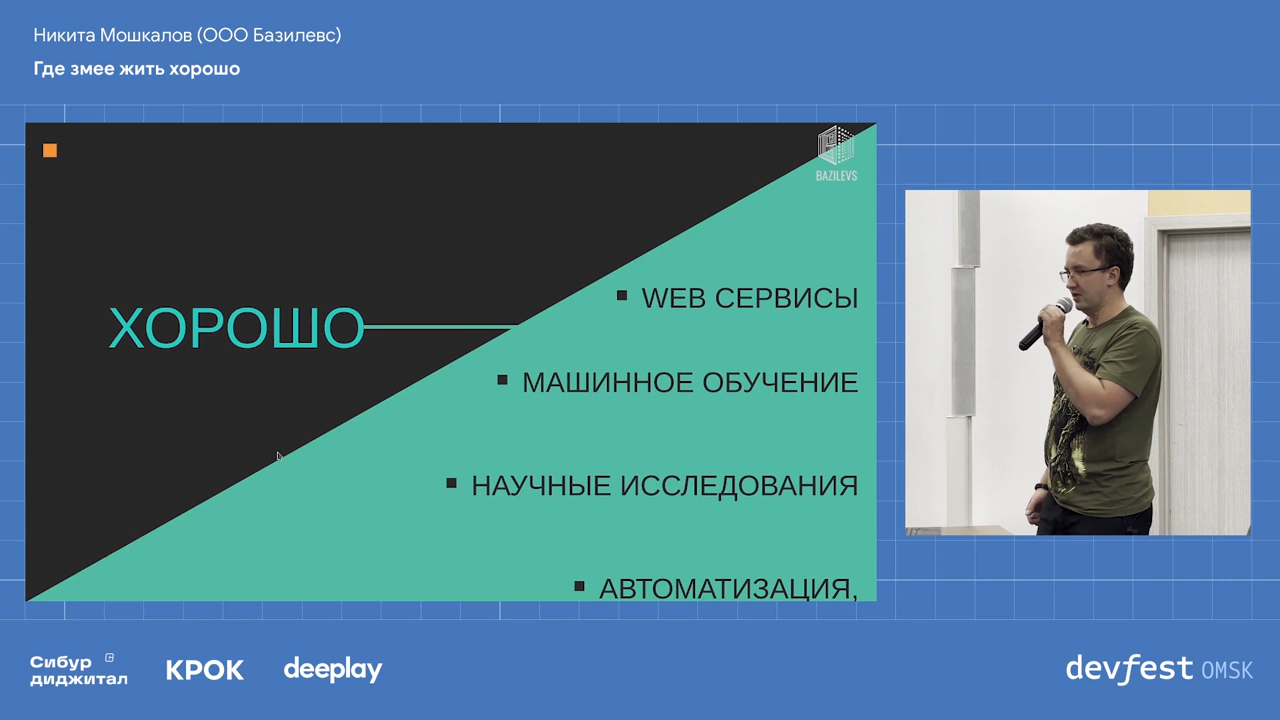 Никита Мошкалов (ООО Базилевс)
Где змее жить хорошо
BAZILEVS
ХОРОШО
WEB СЕРВИСЫ
МАШИННОЕ ОБУЧЕНИЕ
НАУЧНЫЕ ИССЛЕДОВАНИЯ
АВТОМАТИЗАЦИЯ,
Сибур
диджитал
КРОК
deeplay
devfest OMSK